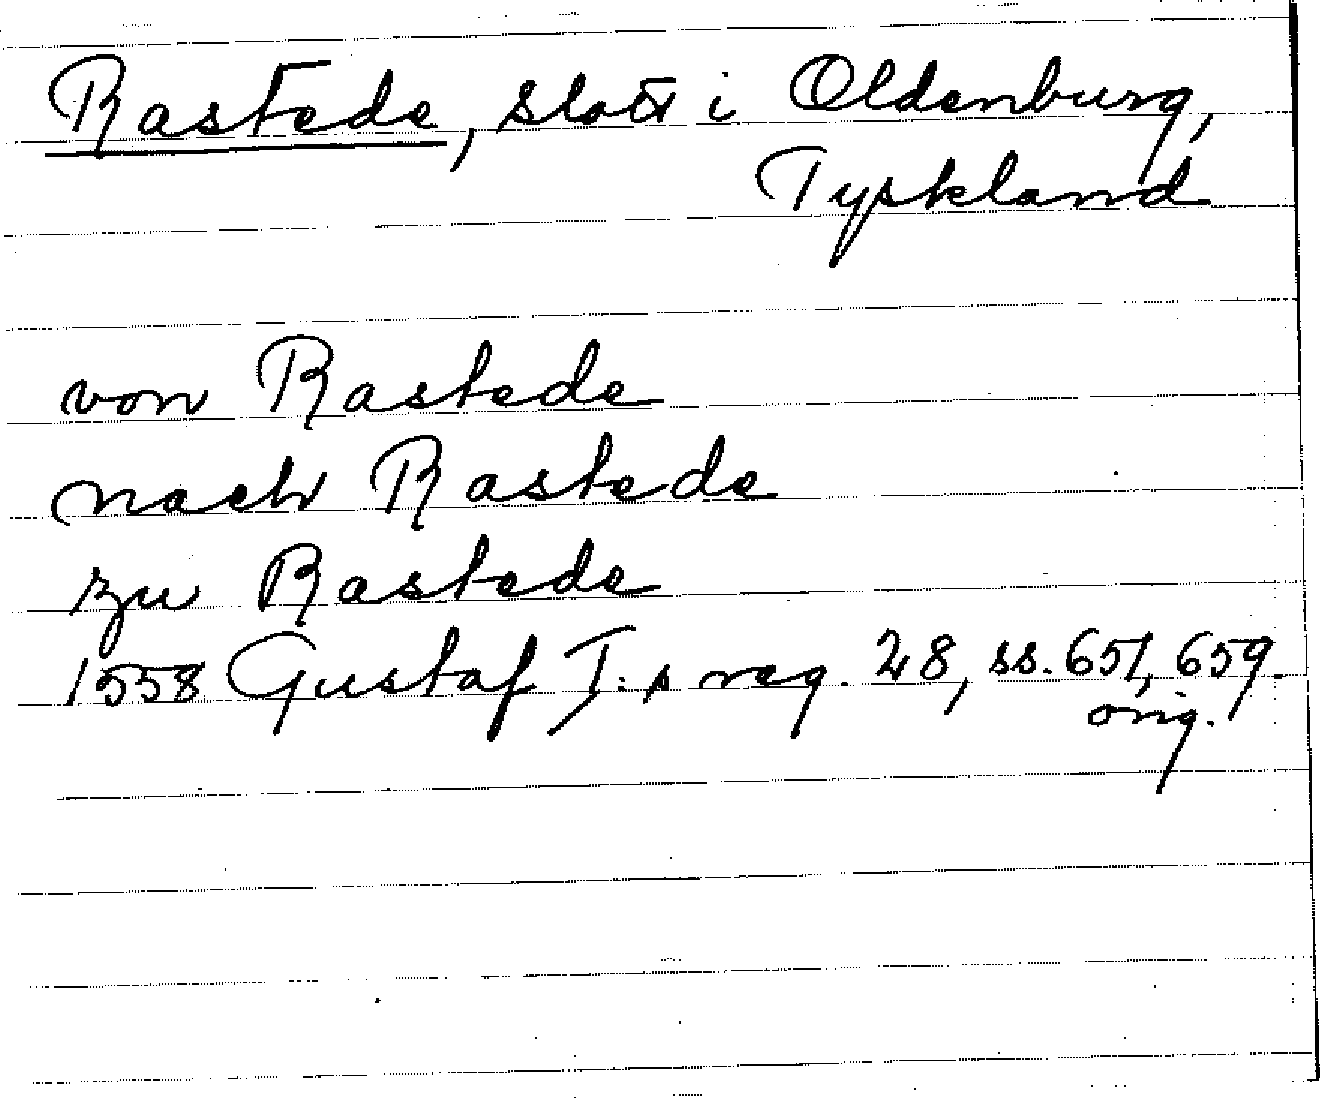 Rastede, slott i Oldenburg,
Tyskland
von Rastede
nach Rastede
zu Rastede
1558 Gustaf I:s reg. 28, ss. 651, 659.
orig.